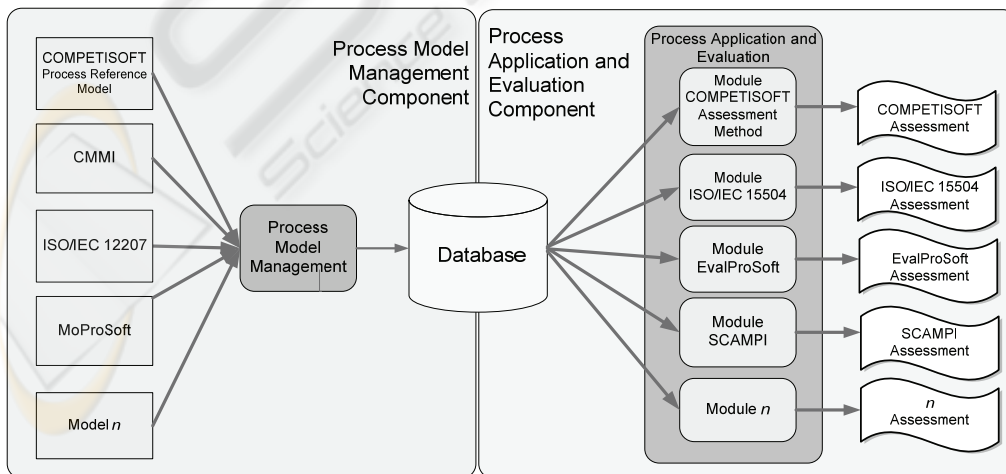 COMPETISOFT
Process Reference
Model
CMMI
ISO/IEC 12207
MoProSoft
Model n
Process
Model
Management
Process Model
Management
Component
Database
Process
Application and
Evaluation
Component
Process Application and
Evaluation
Module
COMPETISOFT
Assessment
Method
Module
ISO/IEC 15504
Module
EvalProSoft
Module
SCAMPI
Module n
COMPETISOFT
Assessment
ISO/IEC 15504
Assessment
EvalProSoft
Assessment
SCAMPI
Assessment
n
Assessment
Science